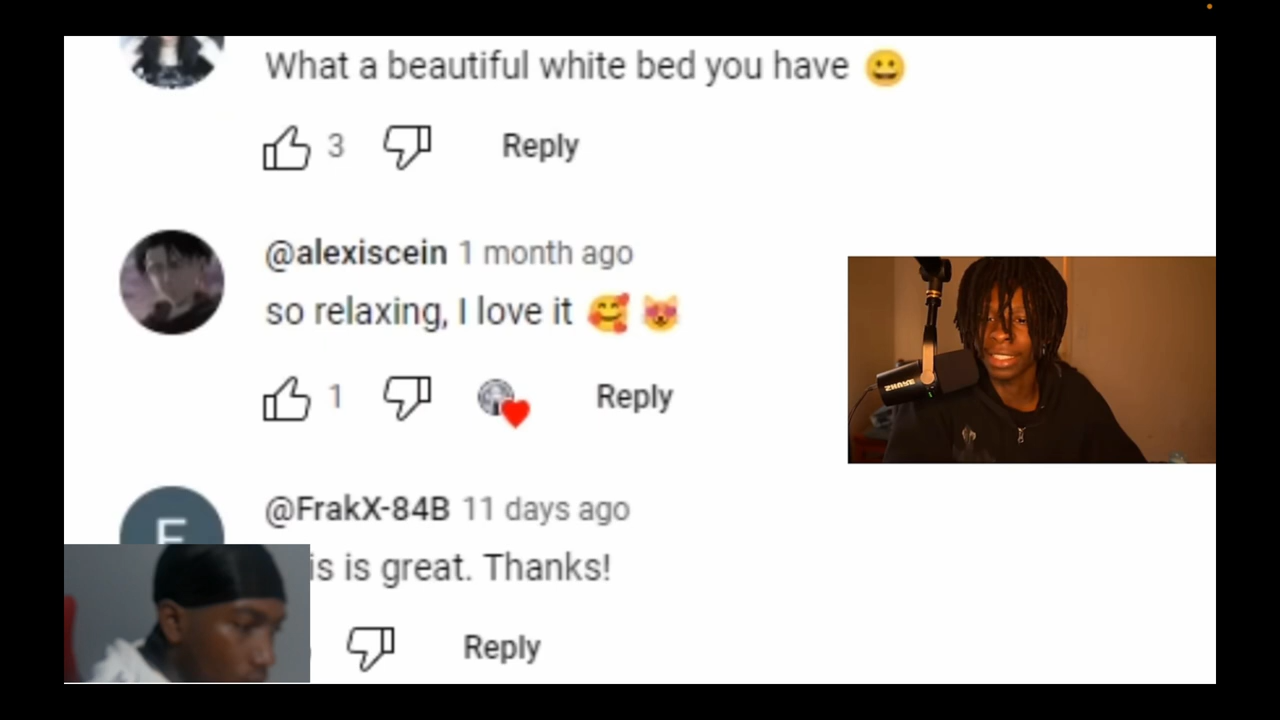 What a beautiful white bed you have 😀
3 Reply
@alexiscein 1 month ago
so relaxing, I love it 🥰 😻
1 Reply
@FrakX-84B 11 days ago
is is great. Thanks!
Reply
SHURE